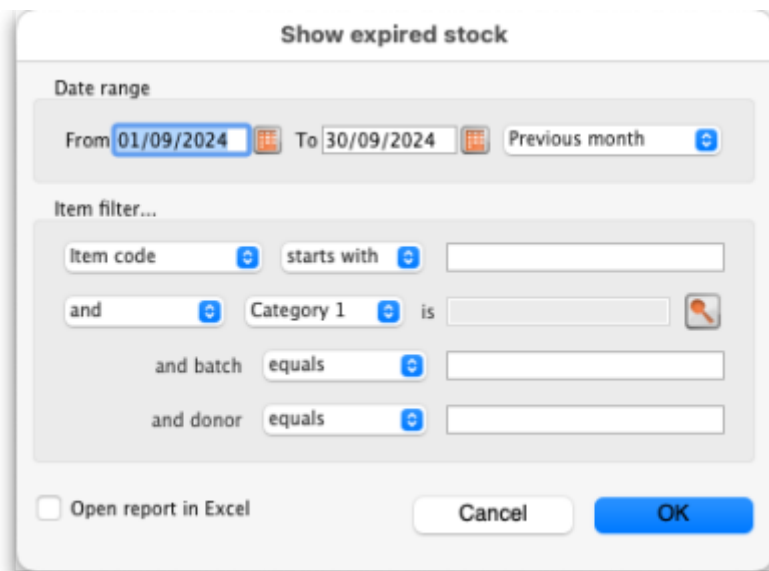 Show expired stock
Date range
From 01/09/2024 To 30/09/2024 Previous month
Item filter...
Item code starts with
and Category 1 is
and batch equals
and donor equals
Open report in Excel Cancel OK